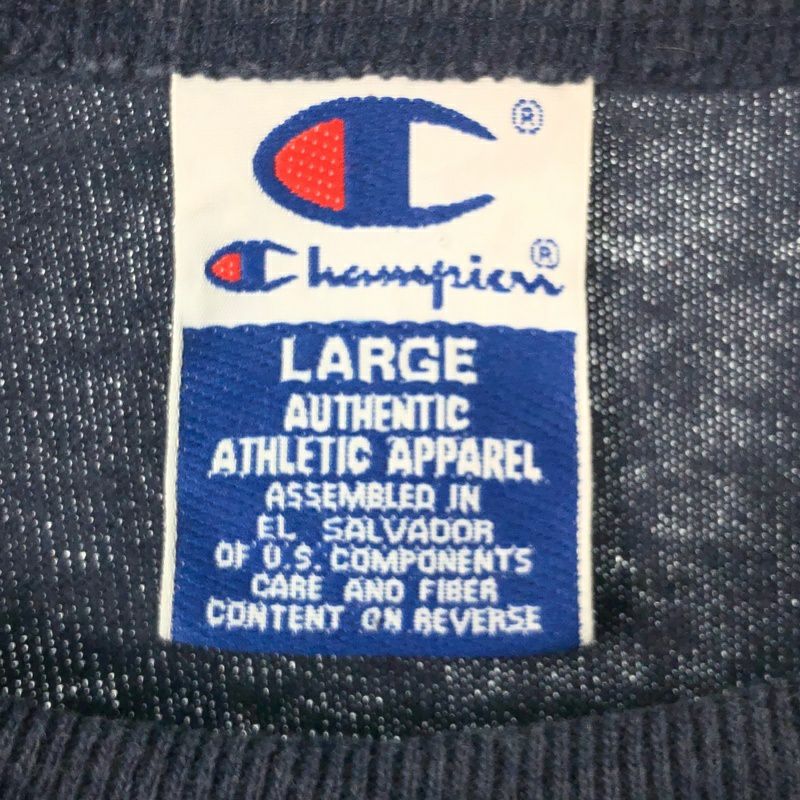 C ®
Champion ®
LARGE
AUTHENTIC
ATHLETIC APPAREL
ASSEMBLED IN
EL SALVADOR
OF U.S. COMPONENTS
CARE AND FIBER
CONTENT ON REVERSE